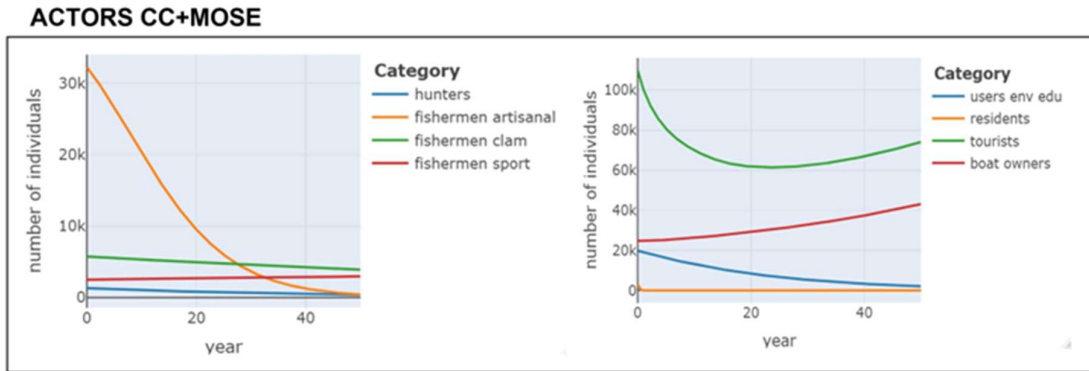 ACTORS CC+MOSE
number of individuals
30k
20k
10k
0
0 20 40
year
Category
hunters
fishermen artisanal
fishermen clam
fishermen sport
number of individuals
100k
80k
60k
40k
20k
0
0 20 40
year
Category
users env edu
residents
tourists
boat owners